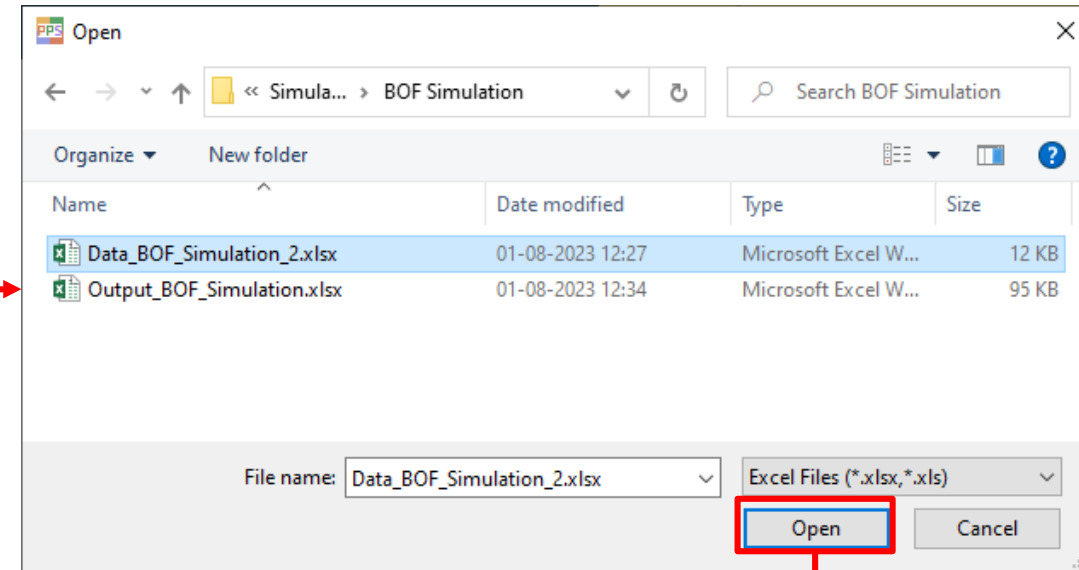 PPS Open
« Simula... > BOF Simulation Search BOF Simulation
Organize New folder ?
Name Date modified Type Size
Data_BOF_Simulation_2.xlsx 01-08-2023 12:27 Microsoft Excel W... 12 KB
Output_BOF_Simulation.xlsx 01-08-2023 12:34 Microsoft Excel W... 95 KB
File name: Data_BOF_Simulation_2.xlsx Excel Files (*.xlsx,*.xls)
Open Cancel